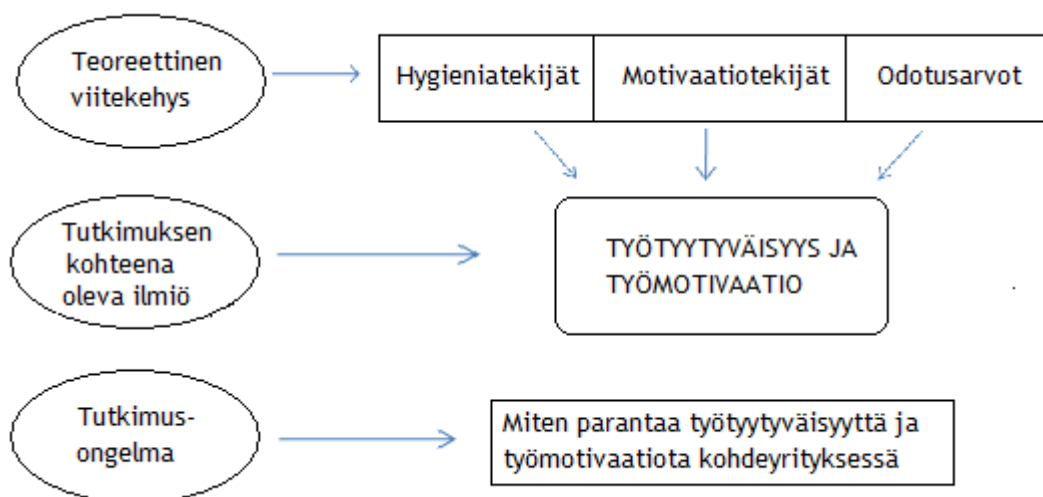 Teoreettinen
viitekehys
Hygieniatekijät
Motivaatiotekijät
Odotusarvot
Tutkimuksen
kohteena
oleva ilmiö
TYÖTYYTYVÄISYYS JA
TYÖMOTIVAATIO
Tutkimus-
ongelma
Miten parantaa työtyytyväisyyttä ja
työmotivaatiota kohdeyrityksessä